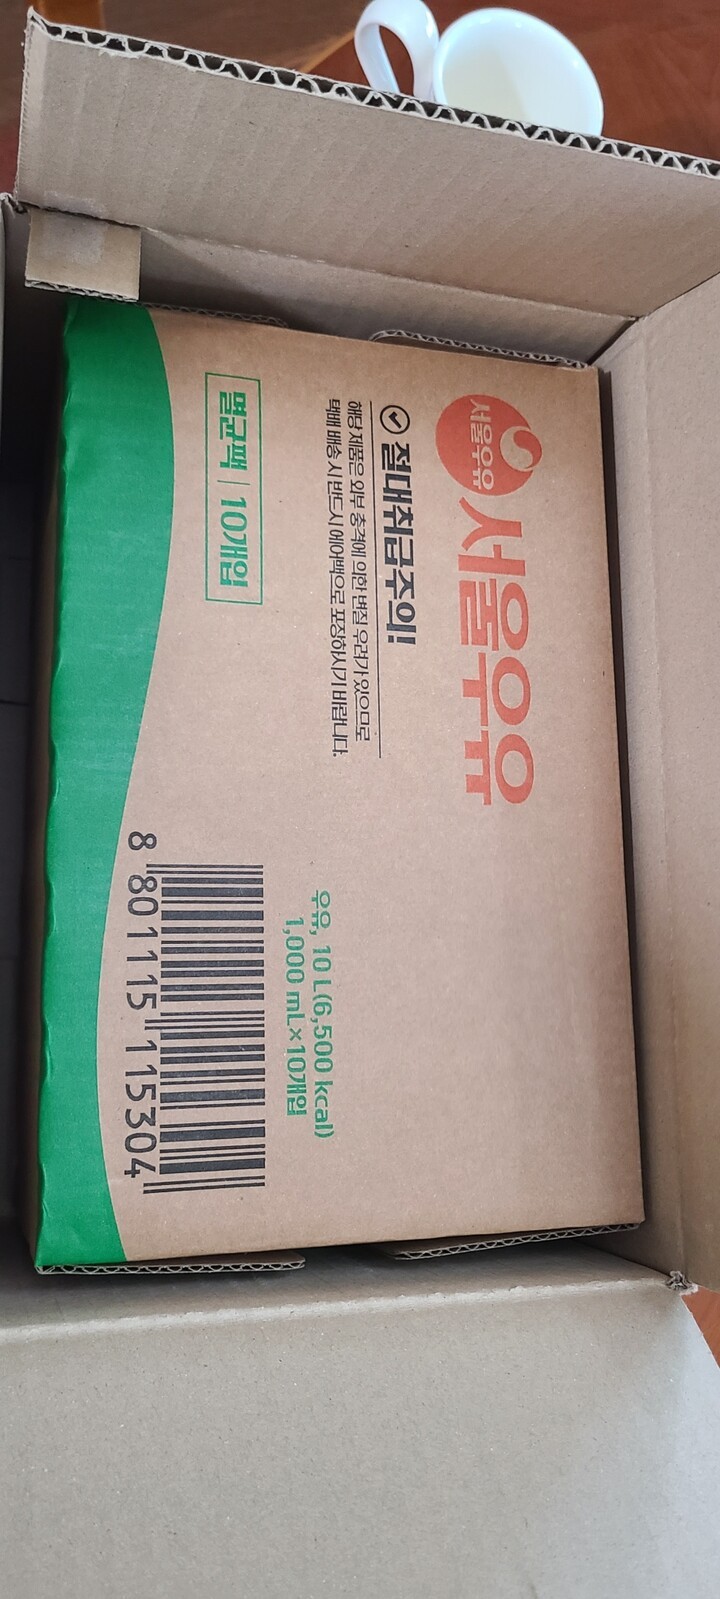 서울우유
서울우유
절대취급주의!
해당 제품은 외부 충격에 의한 변질 우려가 있으므로
택배 배송 시 반드시 에어백으로 포장하시기 바랍니다.
멸균팩 | 10개입
우유, 10 L(6,500 kcal)
1,000 mL×10개입
8 801115 115304